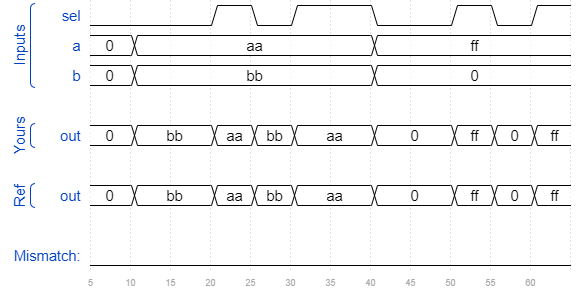 Inputs
sel
a 0 aa ff
b 0 bb 0
Yours
out 0 bb aa bb aa 0 ff 0 ff
Ref
out 0 bb aa bb aa 0 ff 0 ff
Mismatch:
5 10 15 20 25 30 35 40 45 50 55 60